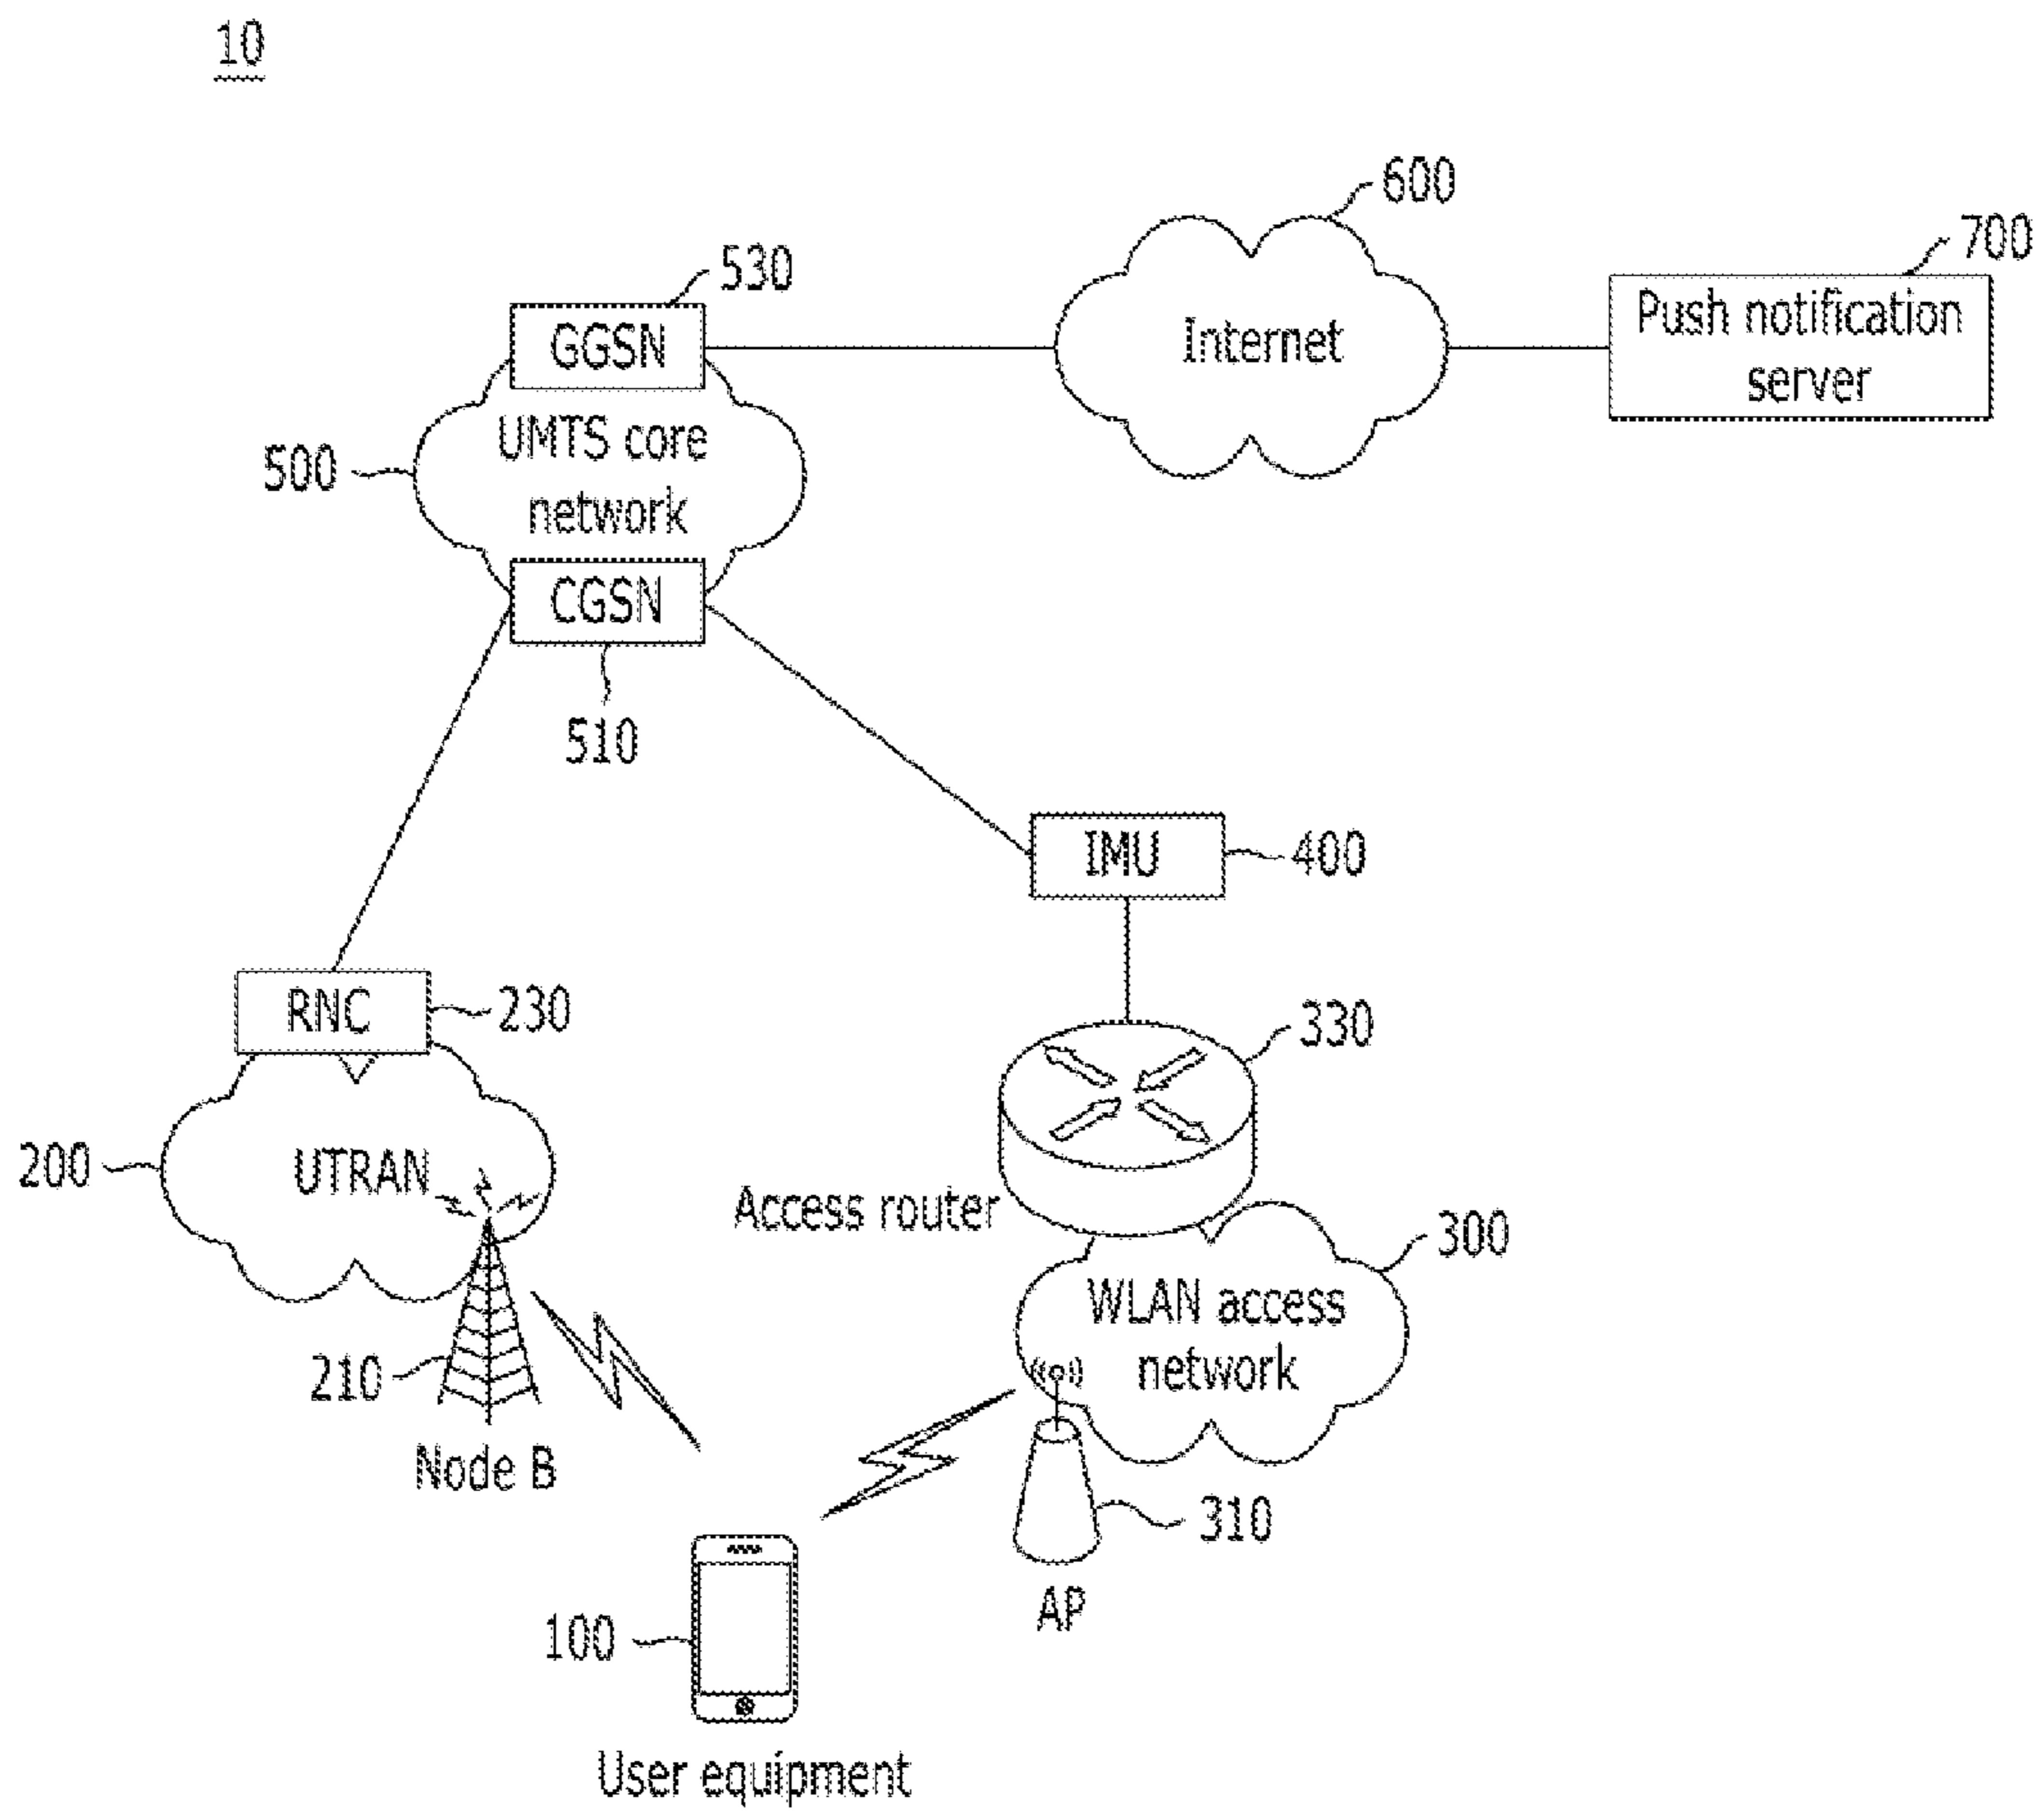 10
600
700
530
GGSN
Internet
Push notification
server
500
UMTS core
network
CGSN
510
IMU
400
RNC
230
330
200
UTRAN
Access router
300
WLAN access
network
210
Node B
310
AP
100
User equipment